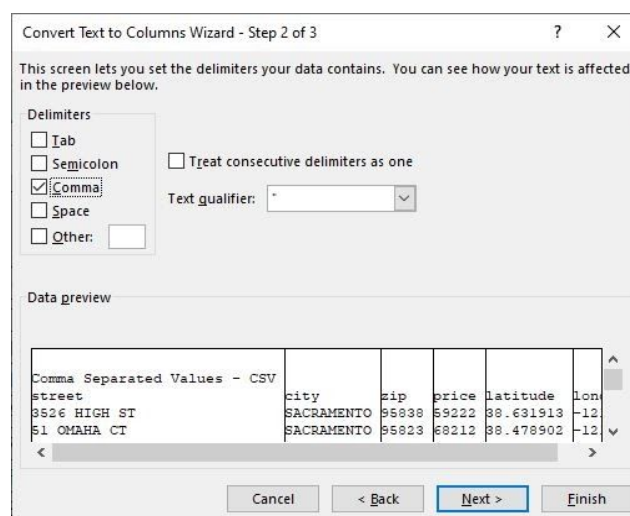 Convert Text to Columns Wizard - Step 2 of 3 ?
This screen lets you set the delimiters your data contains.  You can see how your text is affected
in the preview below.
Delimiters
Tab
Semicolon
Comma
Space
Other:
Treat consecutive delimiters as one
Text qualifier: "
Data preview
Comma Separated Values - CSV
street city zip price latitude
3526 HIGH ST SACRAMENTO 95838 59222 38.631913 -12
51 OMAHA CT SACRAMENTO 95823 68212 38.478902 -12
Cancel < Back Next > Finish